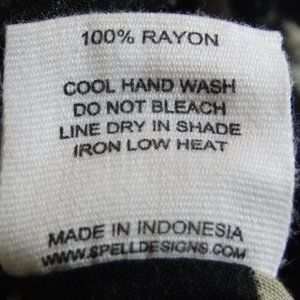 100% RAYON
COOL HAND WASH
DO NOT BLEACH
LINE DRY IN SHADE
IRON LOW HEAT
MADE IN INDONESIA
WWW.SPELLDESIGNS.COM